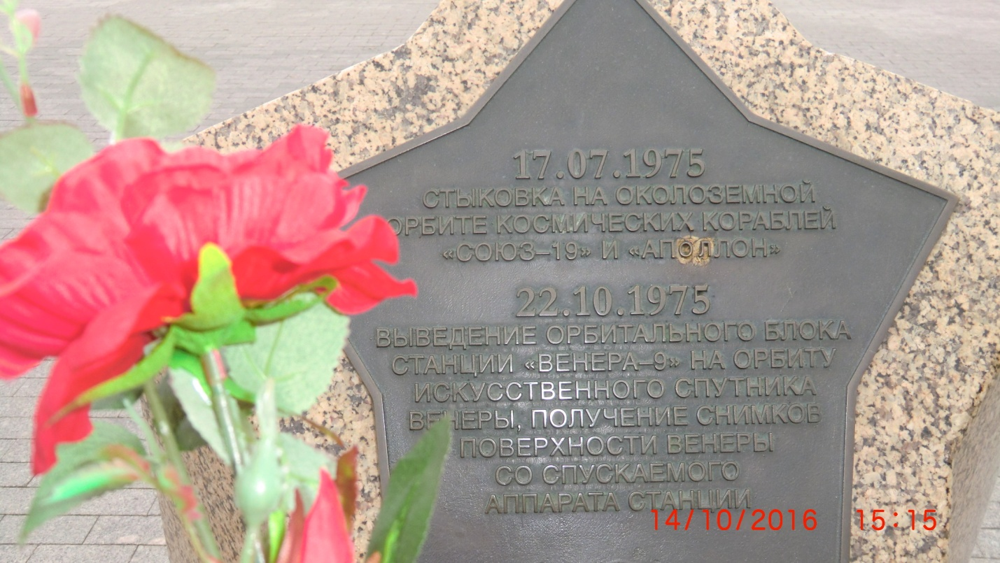 17.07.1975
СТЫКОВКА НА ОКОЛОЗЕМНОЙ
ОРБИТЕ КОСМИЧЕСКИХ КОРАБЛЕЙ
«СОЮЗ–19» И «АПОЛЛОН»
22.10.1975
ВЫВЕДЕНИЕ ОРБИТАЛЬНОГО БЛОКА
СТАНЦИИ «ВЕНЕРА–9» НА ОРБИТУ
ИСКУССТВЕННОГО СПУТНИКА
ВЕНЕРЫ, ПОЛУЧЕНИЕ СНИМКОВ
ПОВЕРХНОСТИ ВЕНЕРЫ
СО СПУСКАЕМОГО
АППАРАТА СТАНЦИИ
14/10/2016 15:15